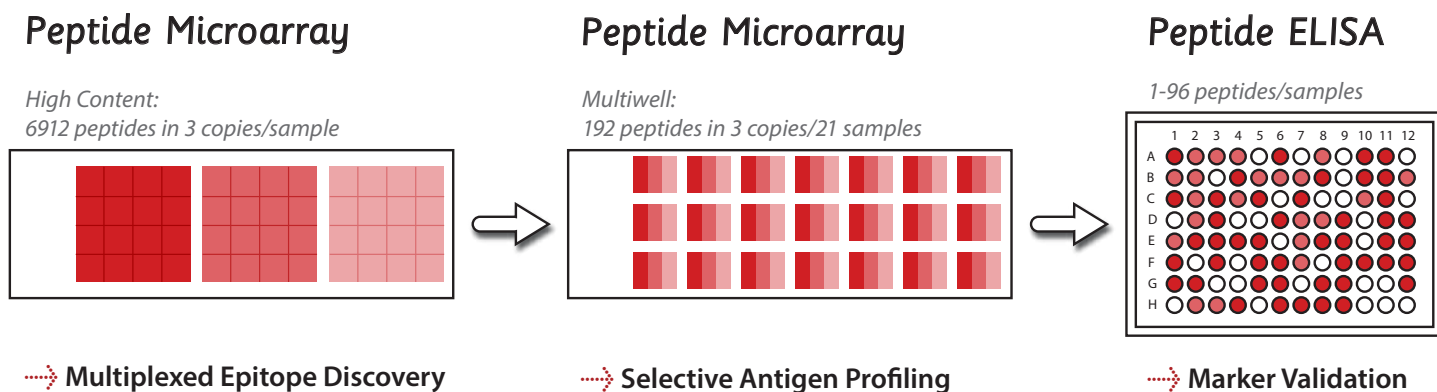 Peptide Microarray
High Content:
6912 peptides in 3 copies/sample
Multiplexed Epitope Discovery
Peptide Microarray
Multiwell:
192 peptides in 3 copies/21 samples
Selective Antigen Profiling
Peptide ELISA
1-96 peptides/samples
1 2 3 4 5 6 7 8 9 10 11 12
A
B
C
D
E
F
G
H
Marker Validation